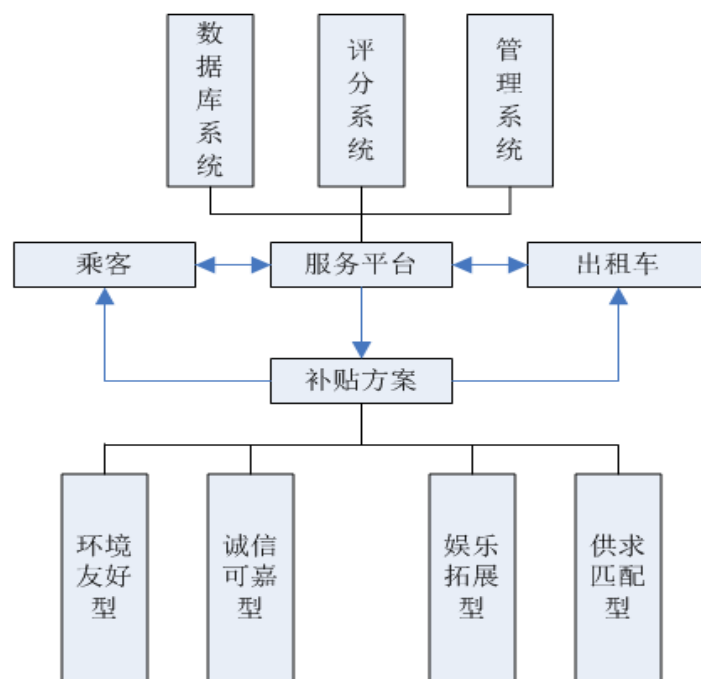 数据库系统
评分系统
管理系统
乘客
服务平台
出租车
补贴方案
环境
友好
型
诚信
可嘉
型
娱乐
拓展
型
供求
匹配
型